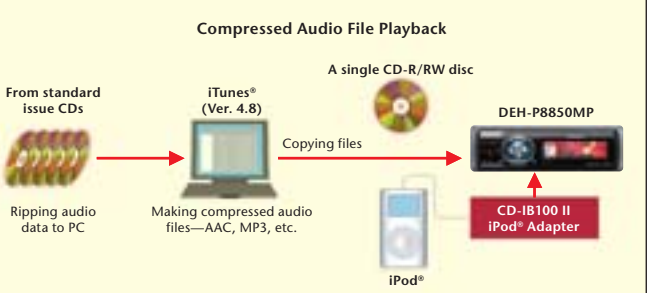 Compressed Audio File Playback
From standard
issue CDs
Ripping audio
data to PC
iTunes®
(Ver. 4.8)
Making compressed audio
files—AAC, MP3, etc.
Copying files
A single CD-R/RW disc
DEH-P8850MP
CD-IB100 II
iPod® Adapter
iPod®